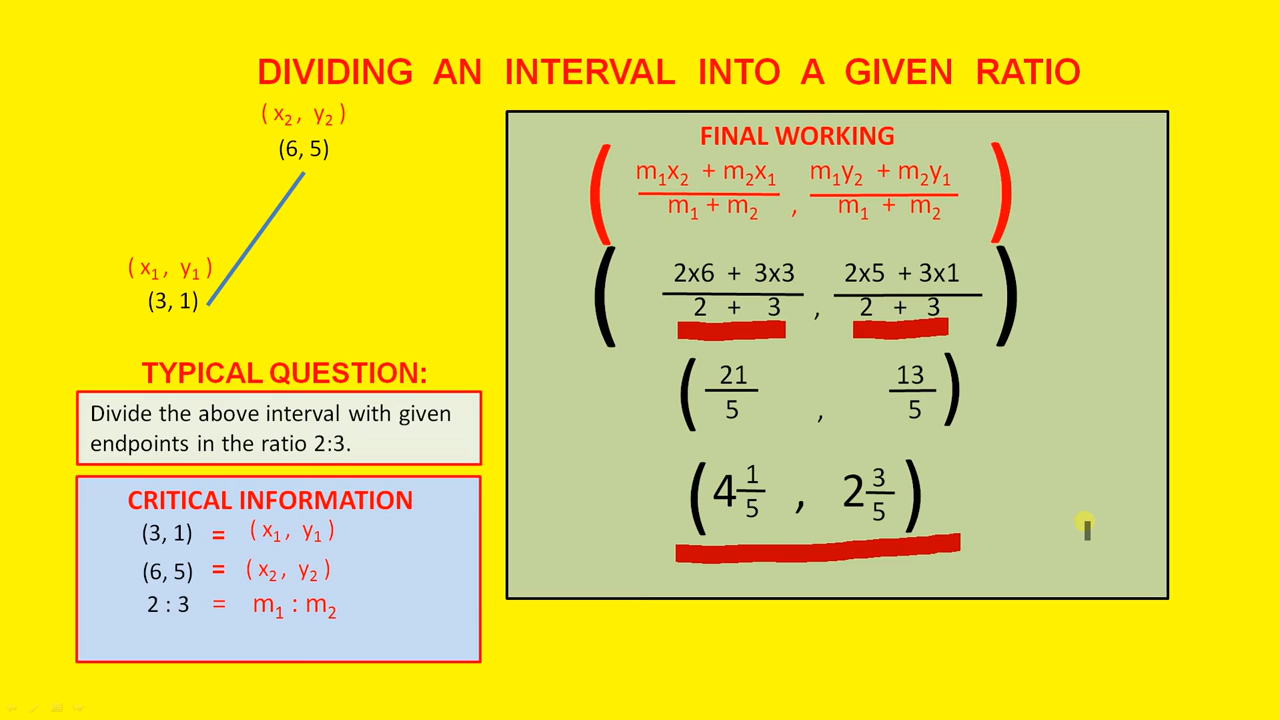 DIVIDING AN INTERVAL INTO A GIVEN RATIO
( x₂ , y₂ )
(6, 5)
( x₁ , y₁ )
(3, 1)
TYPICAL QUESTION:
Divide the above interval with given
endpoints in the ratio 2:3.
CRITICAL INFORMATION
(3, 1) = ( x₁ , y₁ )
(6, 5) = ( x₂ , y₂ )
2 : 3 = m₁ : m₂
FINAL WORKING
( m₁x₂ + m₂x₁ m₁y₂ + m₂y₁ )
m₁ + m₂ , m₁ + m₂
( 2x6 + 3x3 2x5 + 3x1 )
2 + 3 , 2 + 3
( 21 13 )
5 , 5
( 4 1/5 , 2 3/5 )